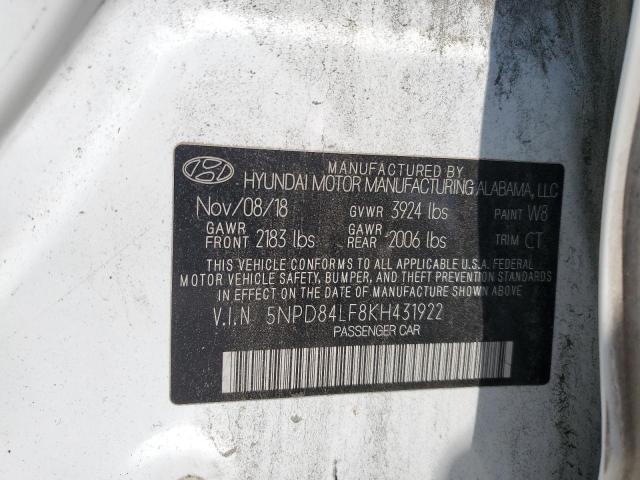 MANUFACTURED BY
HYUNDAI MOTOR MANUFACTURING ALABAMA, LLC
Nov/08/18 GVWR 3924 lbs PAINT W8
GAWR FRONT 2183 lbs GAWR REAR 2006 lbs TRIM CT
THIS VEHICLE CONFORMS TO ALL APPLICABLE U.S.A. FEDERAL
MOTOR VEHICLE SAFETY, BUMPER, AND THEFT PREVENTION STANDARDS
IN EFFECT ON THE DATE OF MANUFACTURE SHOWN ABOVE.
V.I.N 5NPD84LF8KH431922
PASSENGER CAR